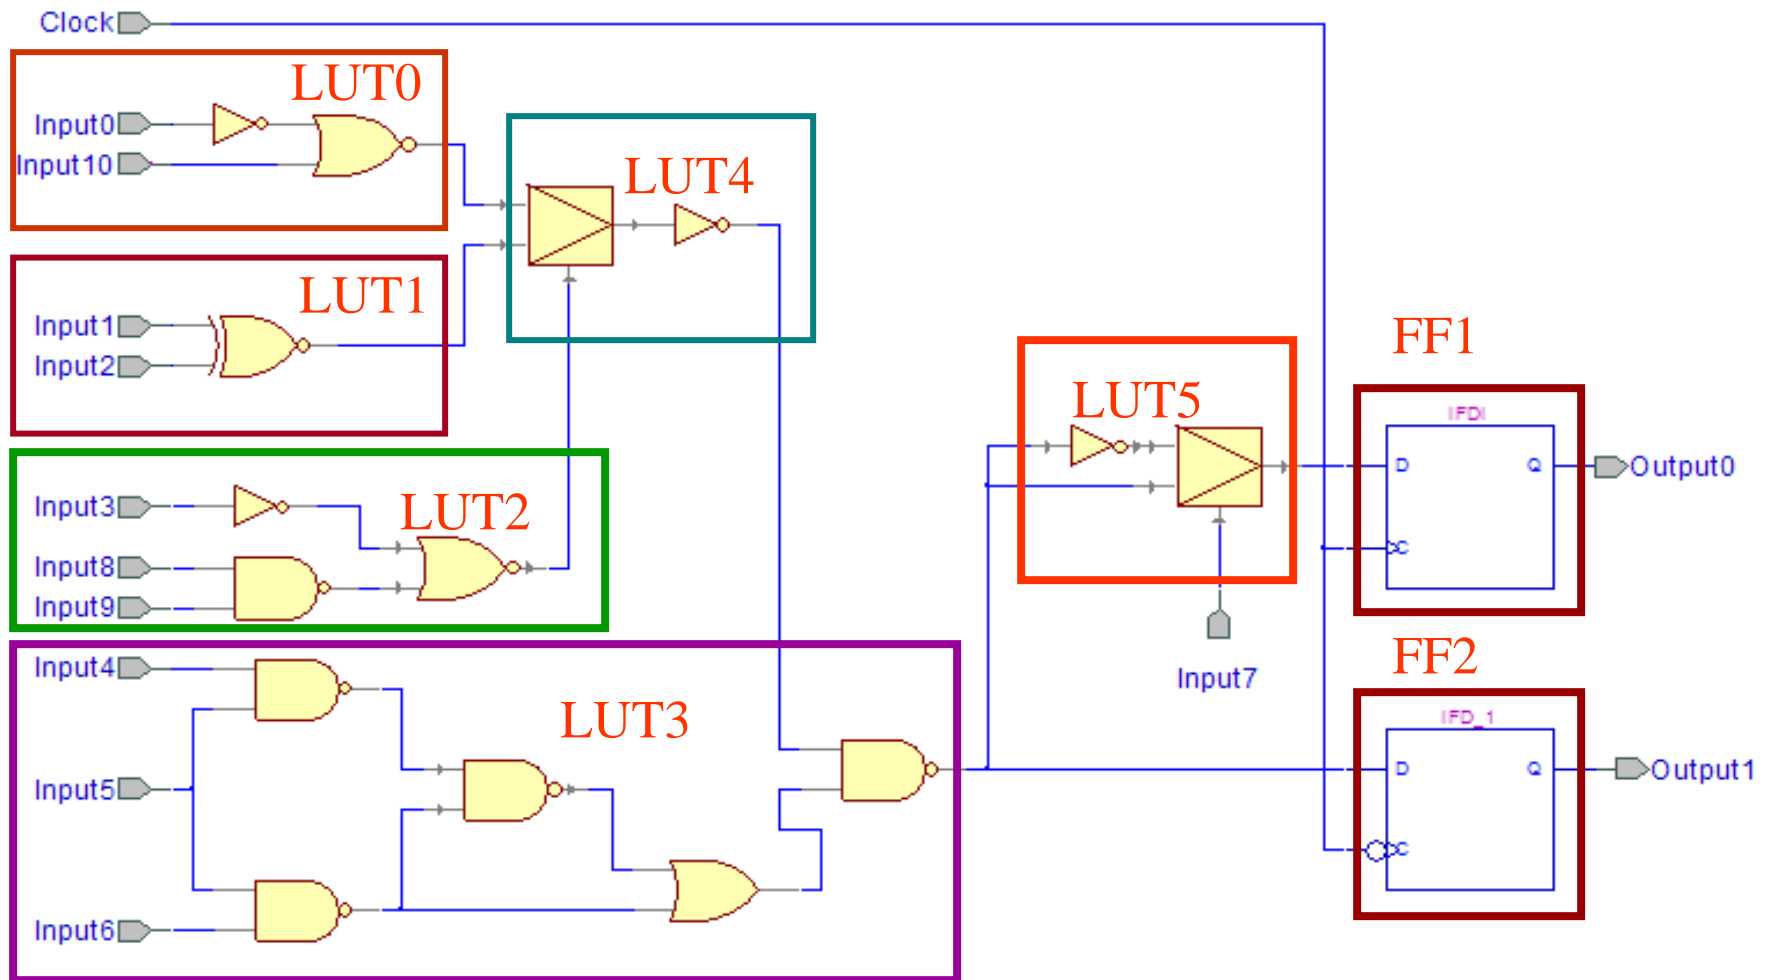 Clock
LUT0
Input0
Input10
LUT4
LUT1
Input1
Input2
FF1
LUT5
IFDI
D
Q
Output0
C
Input3
LUT2
Input8
Input9
Input7
FF2
Input4
LUT3
IFD_1
D
Q
Output1
C
Input5
Input6